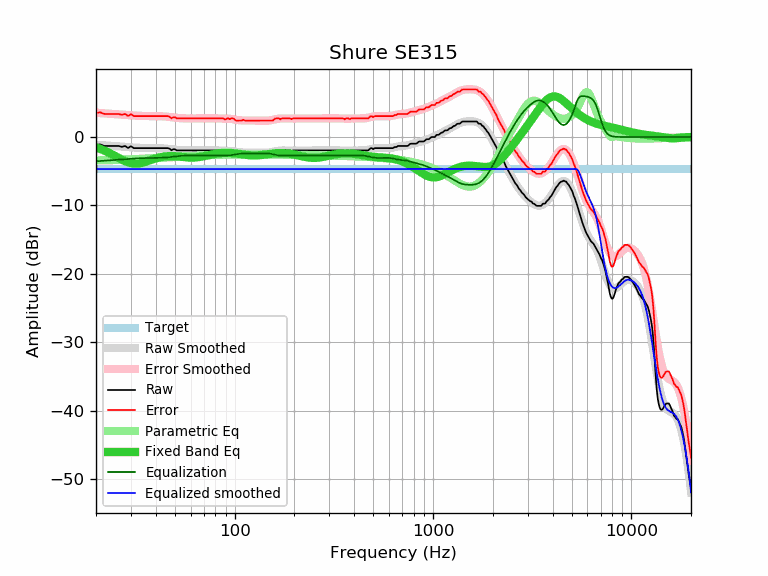 Shure SE315
Amplitude (dBr)
0
−10
−20
−30
−40
−50
Target
Raw Smoothed
Error Smoothed
Raw
Error
Parametric Eq
Fixed Band Eq
Equalization
Equalized smoothed
100 1000 10000
Frequency (Hz)